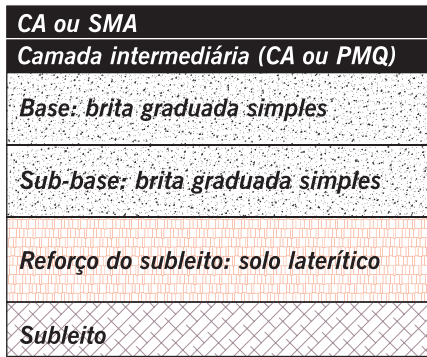 CA ou SMA
Camada intermediária (CA ou PMQ)
Base: brita graduada simples
Sub-base: brita graduada simples
Reforço do subleito: solo laterítico
Subleito